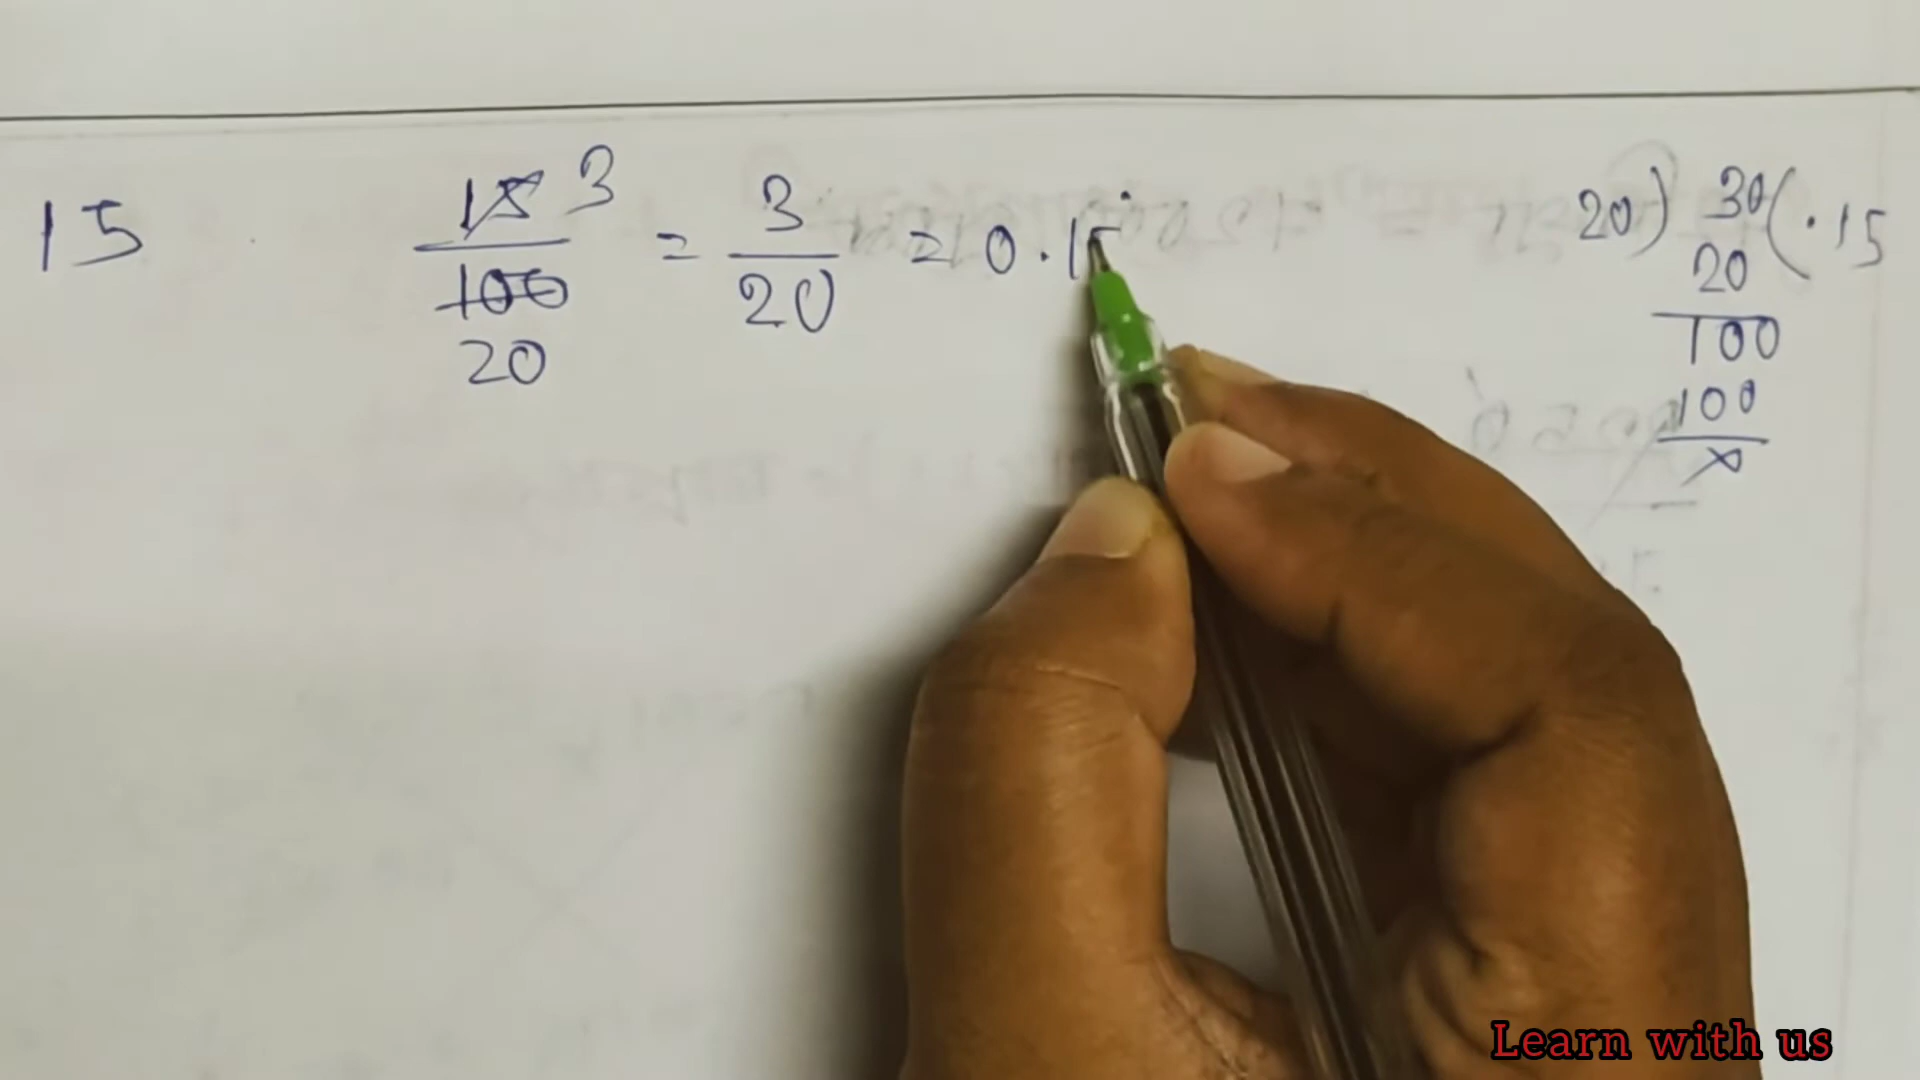 15 15 3 = 3 = 0.15 20) 30 (.15
100 20 20
20 100
100
x
Learn with us